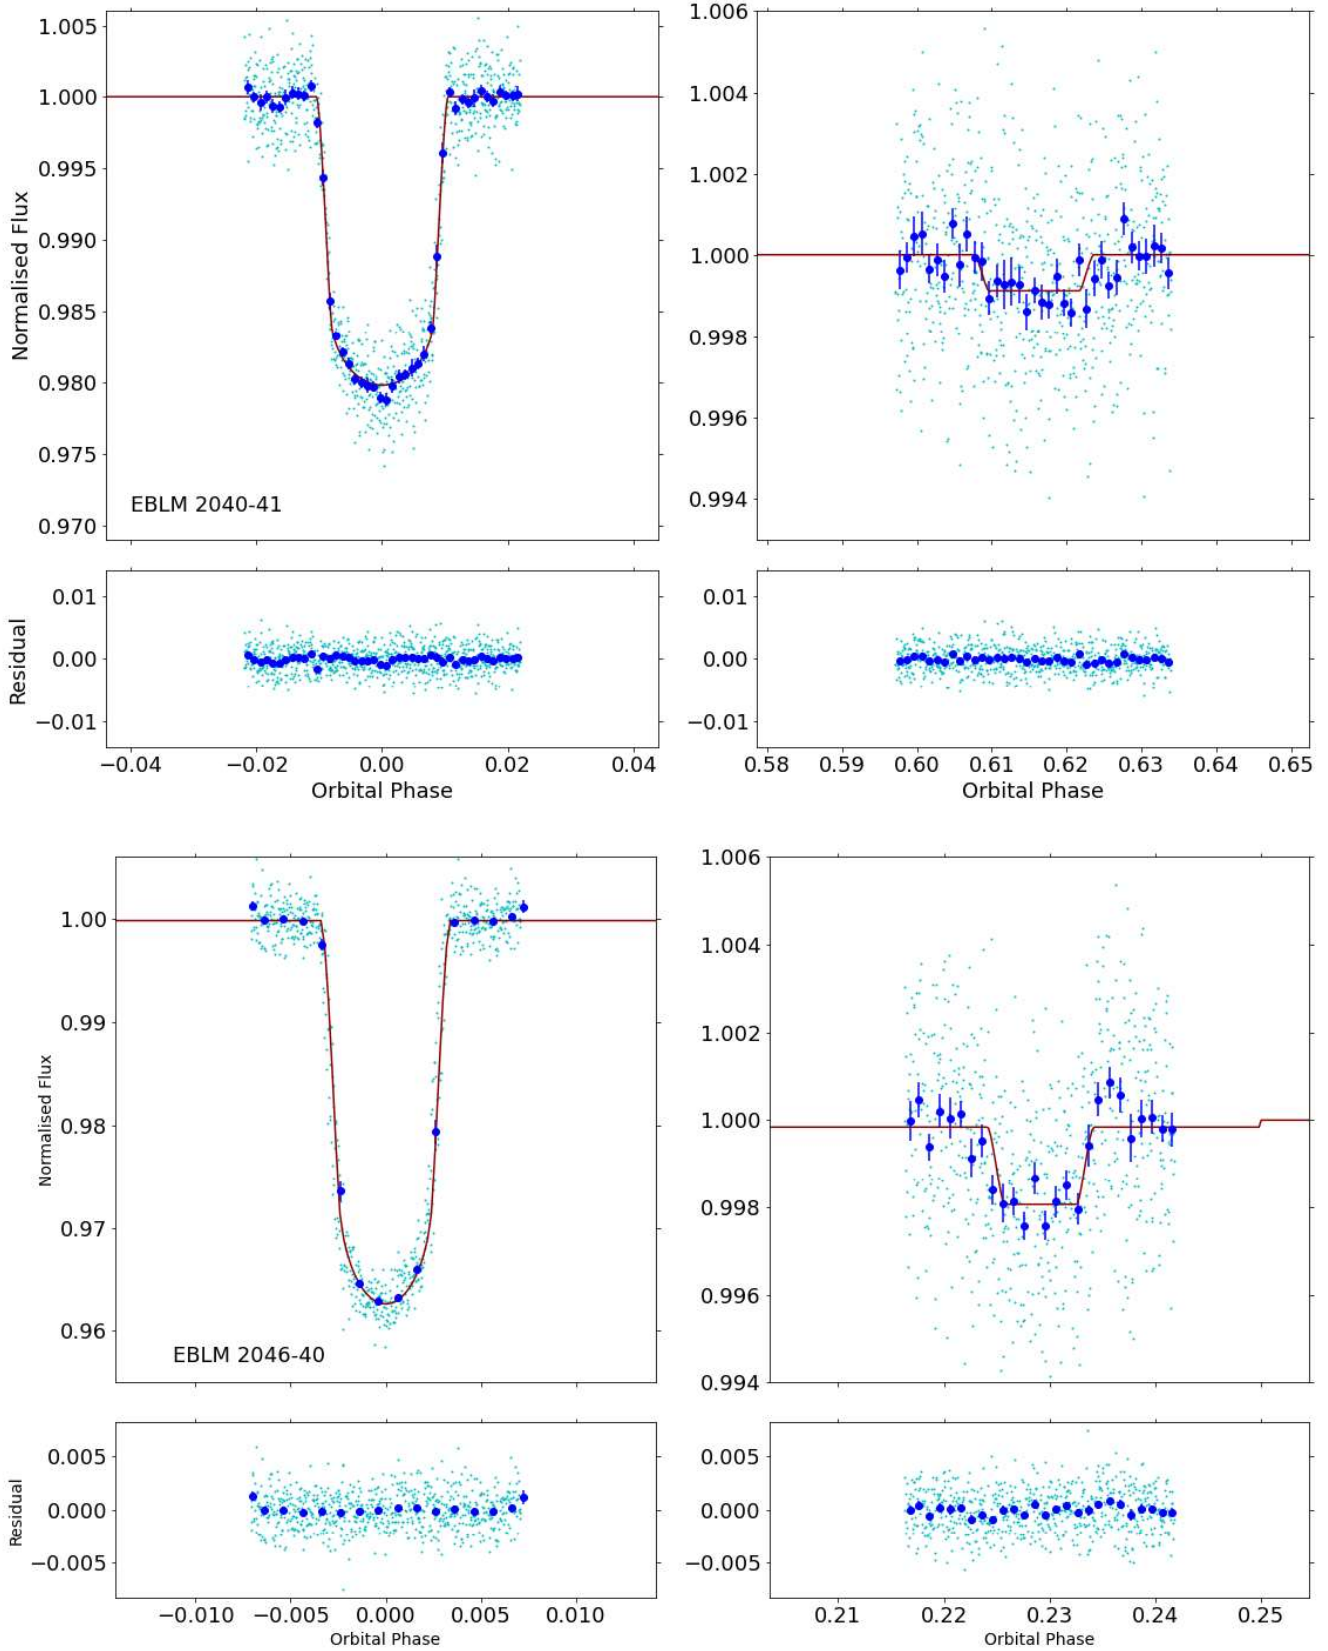 1.005
1.000
0.995
0.990
0.985
0.980
0.975
0.970
Normalised Flux
EBLM 2040-41
1.006
1.004
1.002
1.000
0.998
0.996
0.994
0.01
0.00
−0.01
Residual
−0.04 −0.02 0.00 0.02 0.04
Orbital Phase
0.01
0.00
−0.01
0.58 0.59 0.60 0.61 0.62 0.63 0.64 0.65
Orbital Phase
1.00
0.99
0.98
0.97
0.96
Normalised Flux
EBLM 2046-40
1.006
1.004
1.002
1.000
0.998
0.996
0.994
0.005
0.000
−0.005
Residual
−0.010 −0.005 0.000 0.005 0.010
Orbital Phase
0.005
0.000
−0.005
0.21 0.22 0.23 0.24 0.25
Orbital Phase